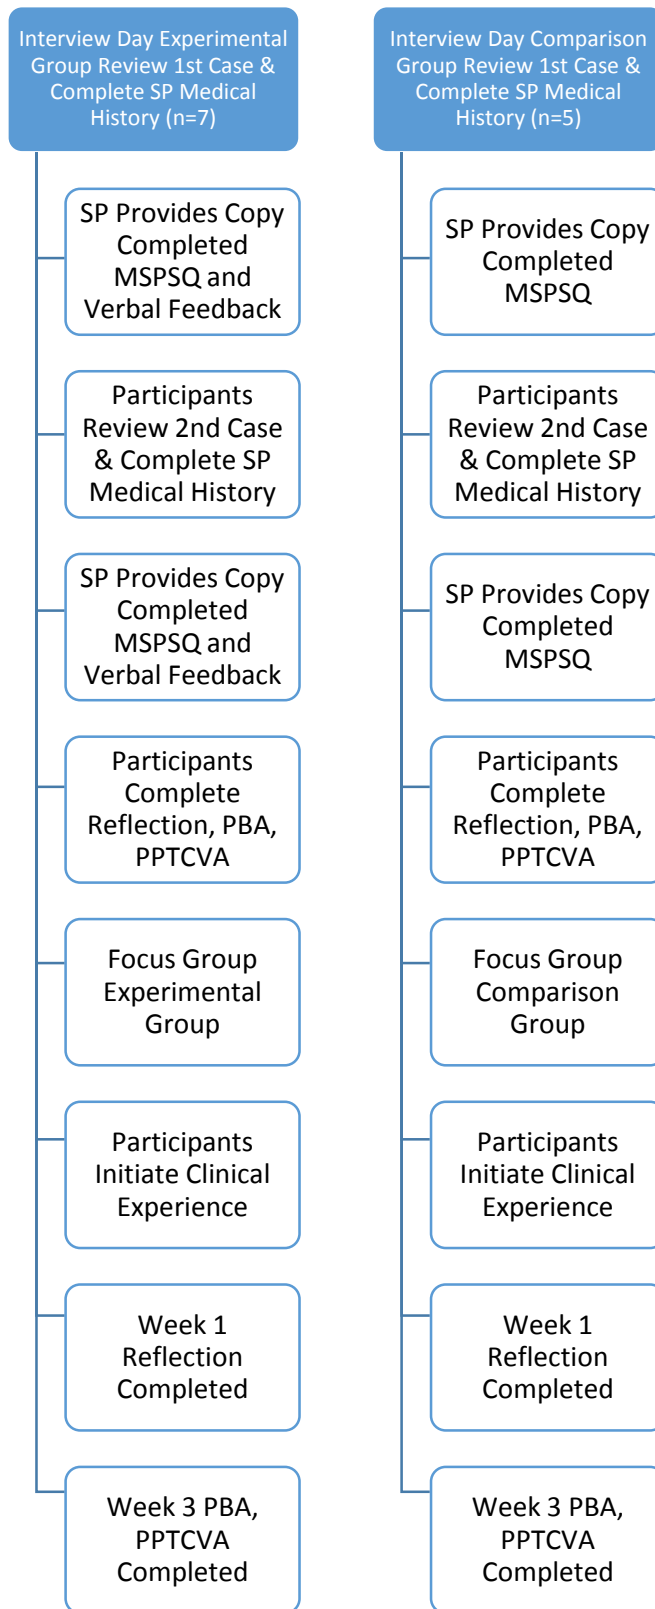 Interview Day Experimental
Group Review 1st Case &
Complete SP Medical
History (n=7)
SP Provides Copy
Completed
MSPSQ and
Verbal Feedback
Participants
Review 2nd Case
& Complete SP
Medical History
SP Provides Copy
Completed
MSPSQ and
Verbal Feedback
Participants
Complete
Reflection, PBA,
PPTCVA
Focus Group
Experimental
Group
Participants
Initiate Clinical
Experience
Week 1
Reflection
Completed
Week 3 PBA,
PPTCVA
Completed
Interview Day Comparison
Group Review 1st Case &
Complete SP Medical
History (n=5)
SP Provides Copy
Completed
MSPSQ
Participants
Review 2nd Case
& Complete SP
Medical History
SP Provides Copy
Completed
MSPSQ
Participants
Complete
Reflection, PBA,
PPTCVA
Focus Group
Comparison
Group
Participants
Initiate Clinical
Experience
Week 1
Reflection
Completed
Week 3 PBA,
PPTCVA
Completed